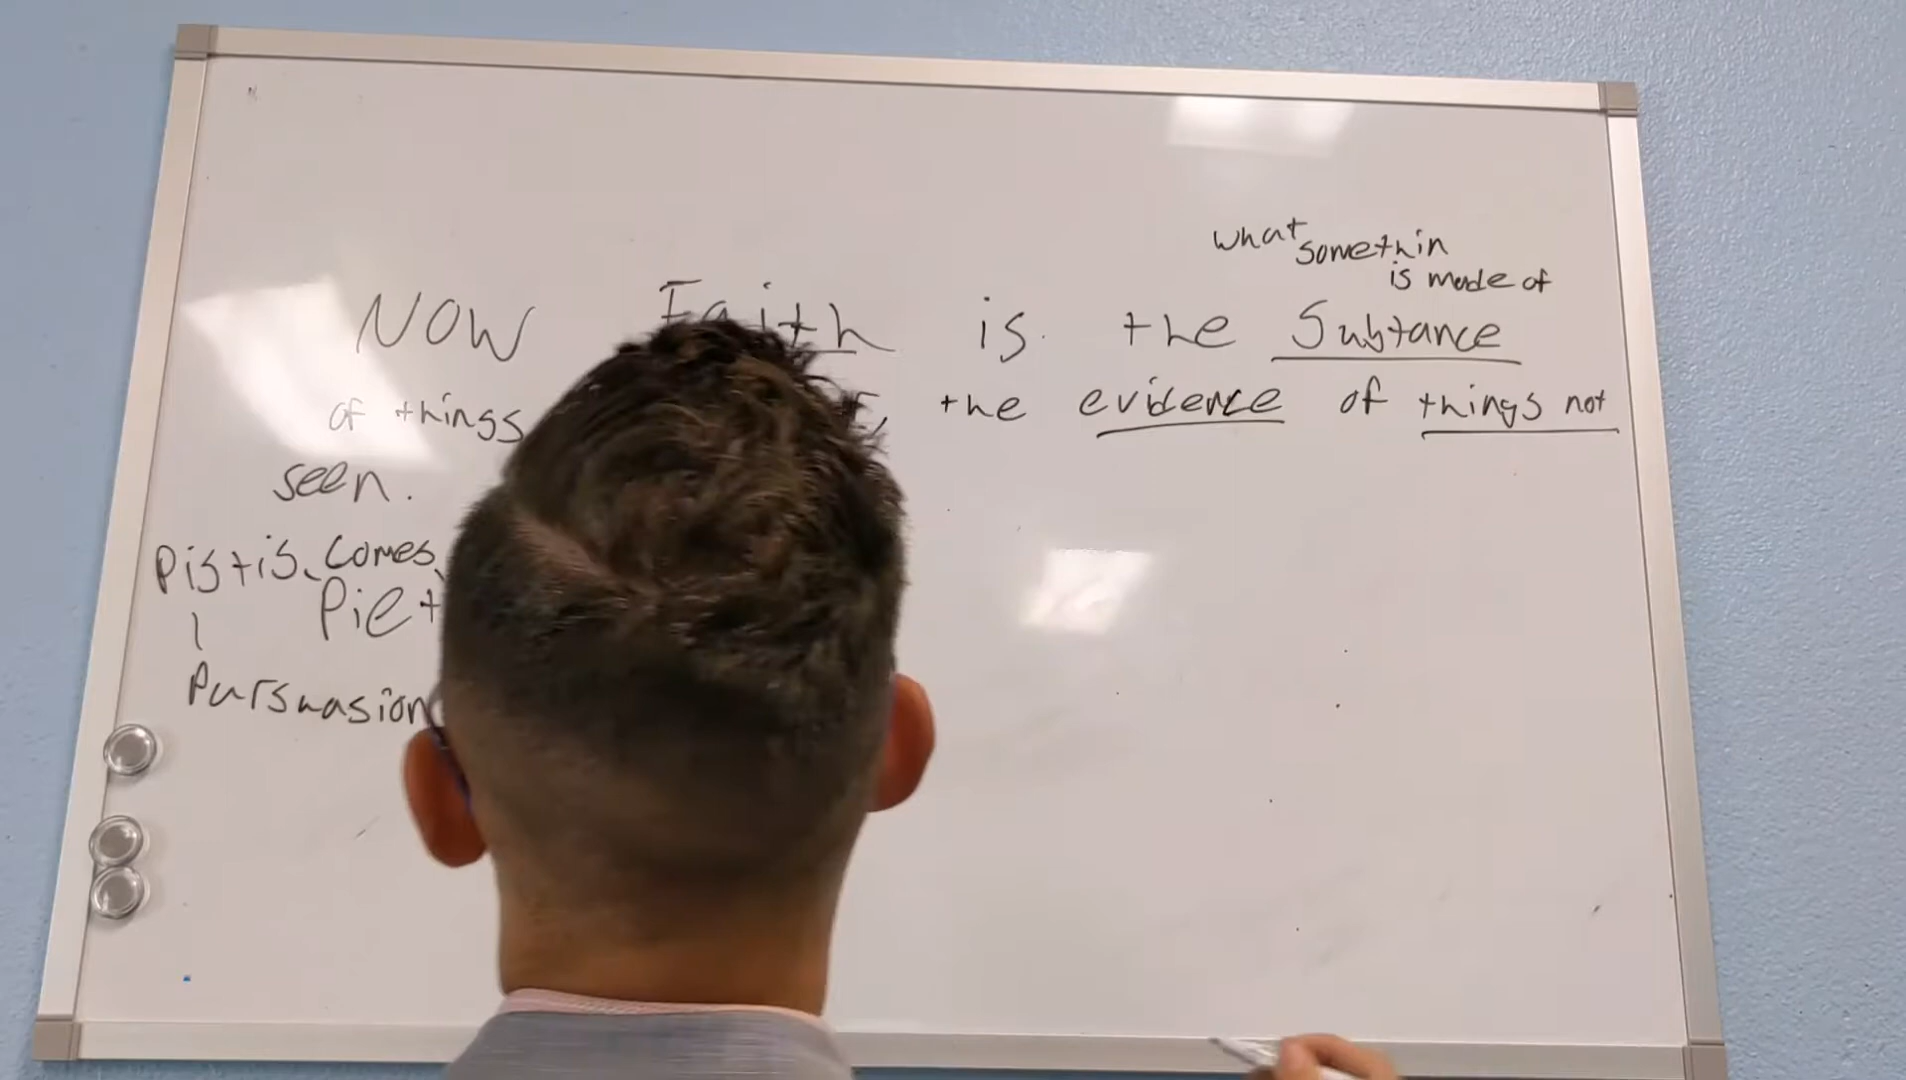 what
somethin
is made of
NOW Faith is the Subtance
of things the evidence of things not
seen.
Pistis, Comes
Piet
Pursuasion